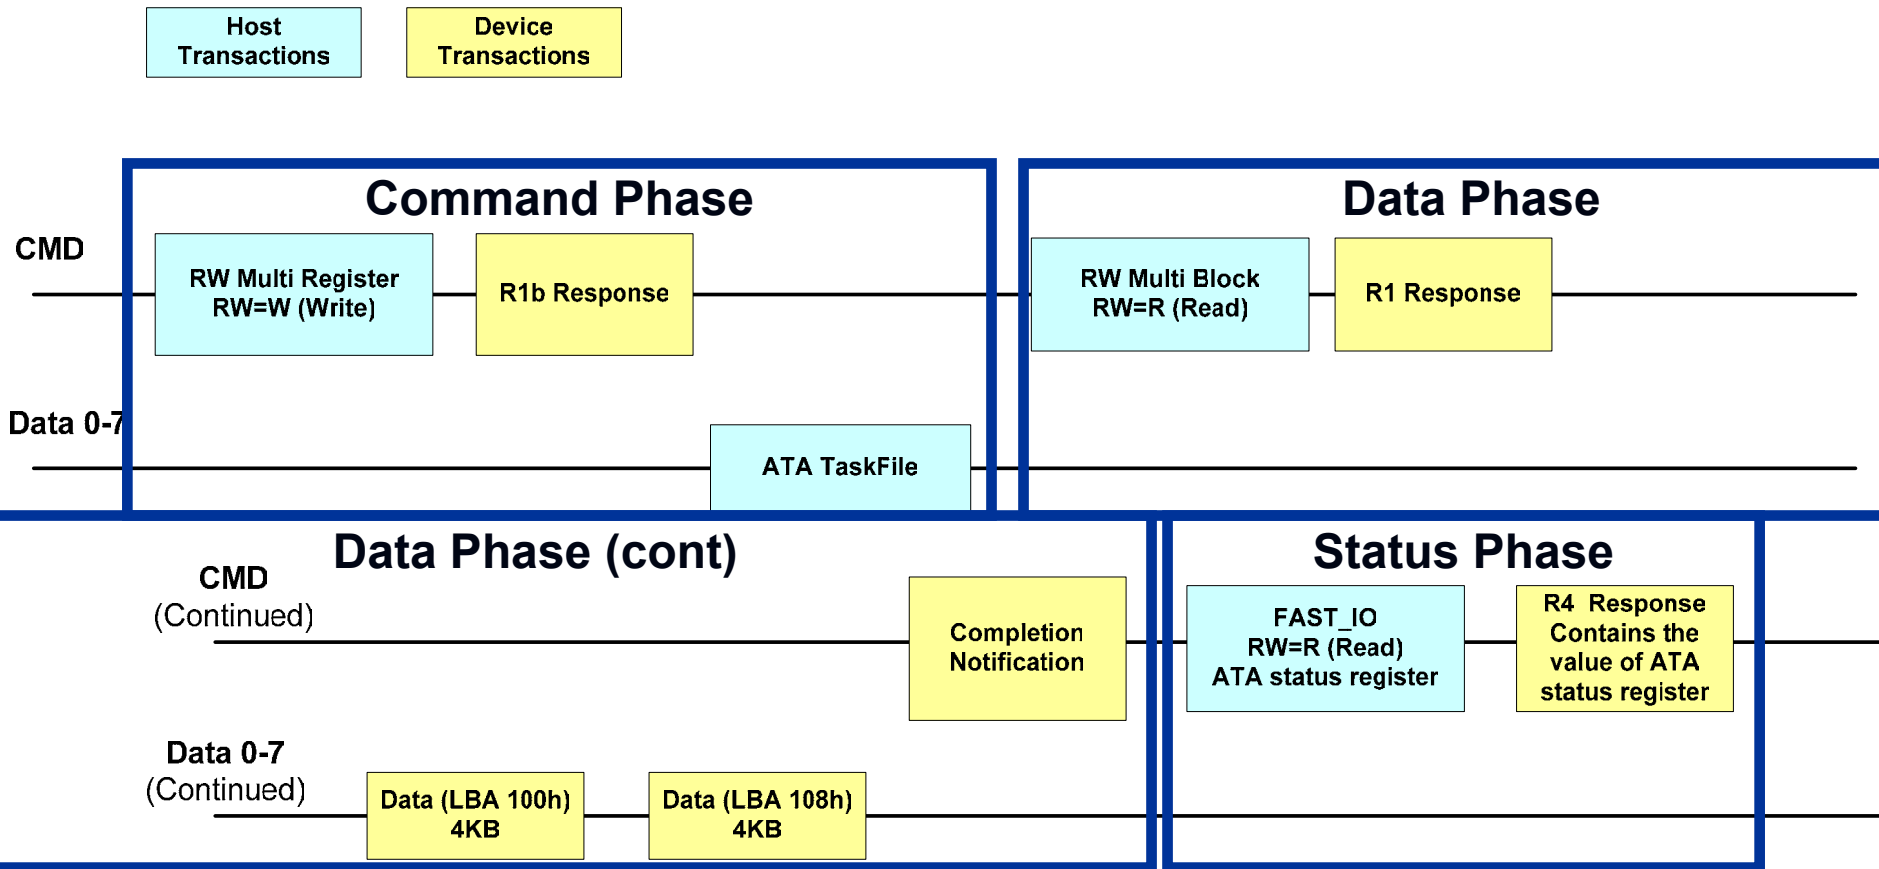 Host
Transactions
Device
Transactions
Command Phase
Data Phase
CMD
RW Multi Register
RW=W (Write)
R1b Response
RW Multi Block
RW=R (Read)
R1 Response
Data 0-7
ATA TaskFile
Data Phase (cont)
Status Phase
CMD
(Continued)
Completion
Notification
FAST_IO
RW=R (Read)
ATA status register
R4 Response
Contains the
value of ATA
status register
Data 0-7
(Continued)
Data (LBA 100h)
4KB
Data (LBA 108h)
4KB